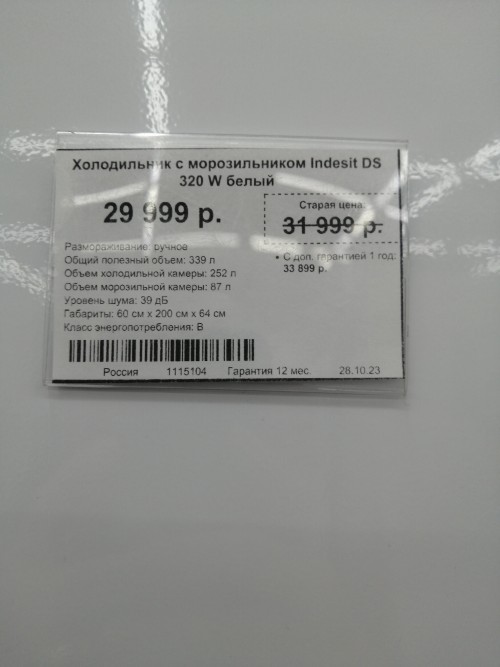 Холодильник с морозильником Indesit DS
320 W белый
29 999 р.
Старая цена:
31 999 р.
Размораживание: ручное
Общий полезный объем: 339 л
Объем холодильной камеры: 252 л
Объем морозильной камеры: 87 л
Уровень шума: 39 дБ
Габариты: 60 см x 200 см x 64 см
Класс энергопотребления: B
• С доп. гарантией 1 год:
33 899 р.
Россия 1115104 Гарантия 12 мес. 28.10.23